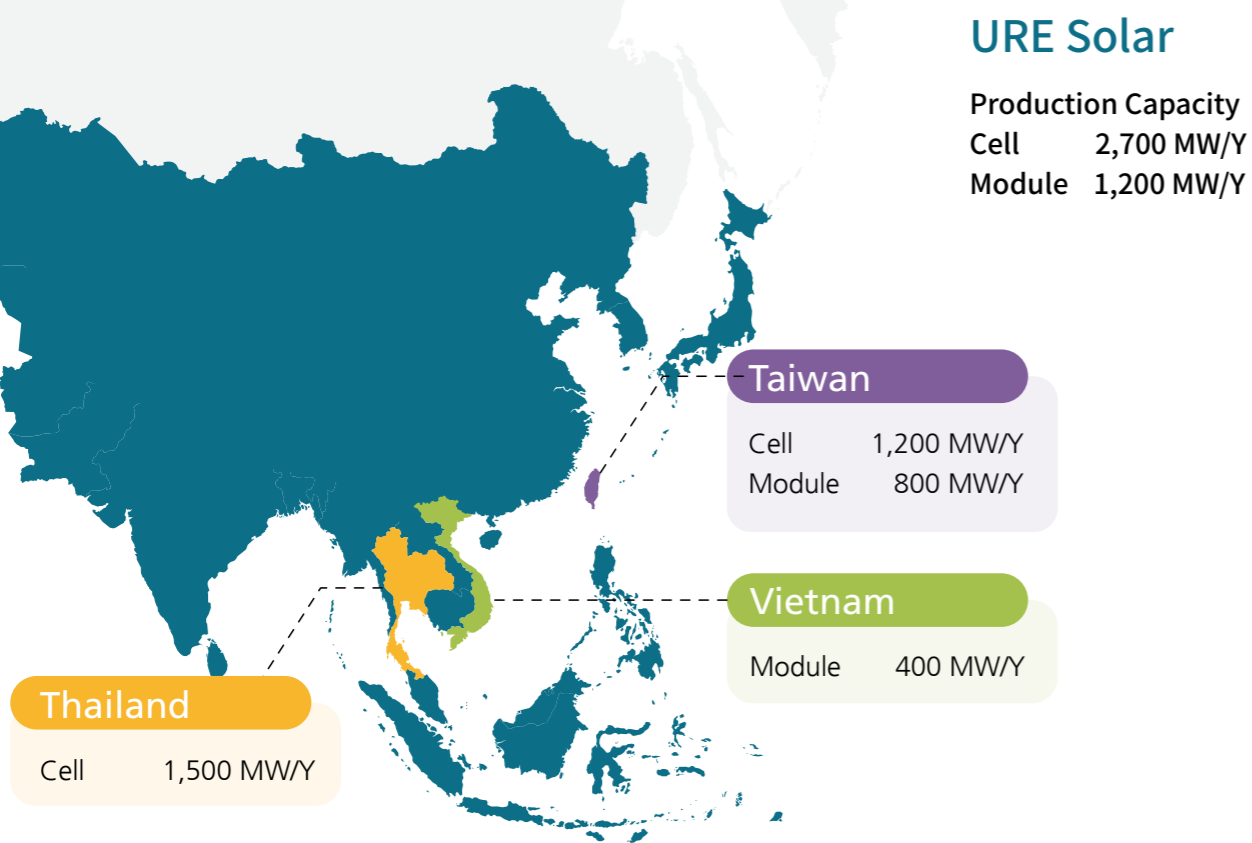 URE Solar
Production Capacity
Cell 2,700 MW/Y
Module 1,200 MW/Y
Taiwan
Cell 1,200 MW/Y
Module 800 MW/Y
Vietnam
Module 400 MW/Y
Thailand
Cell 1,500 MW/Y